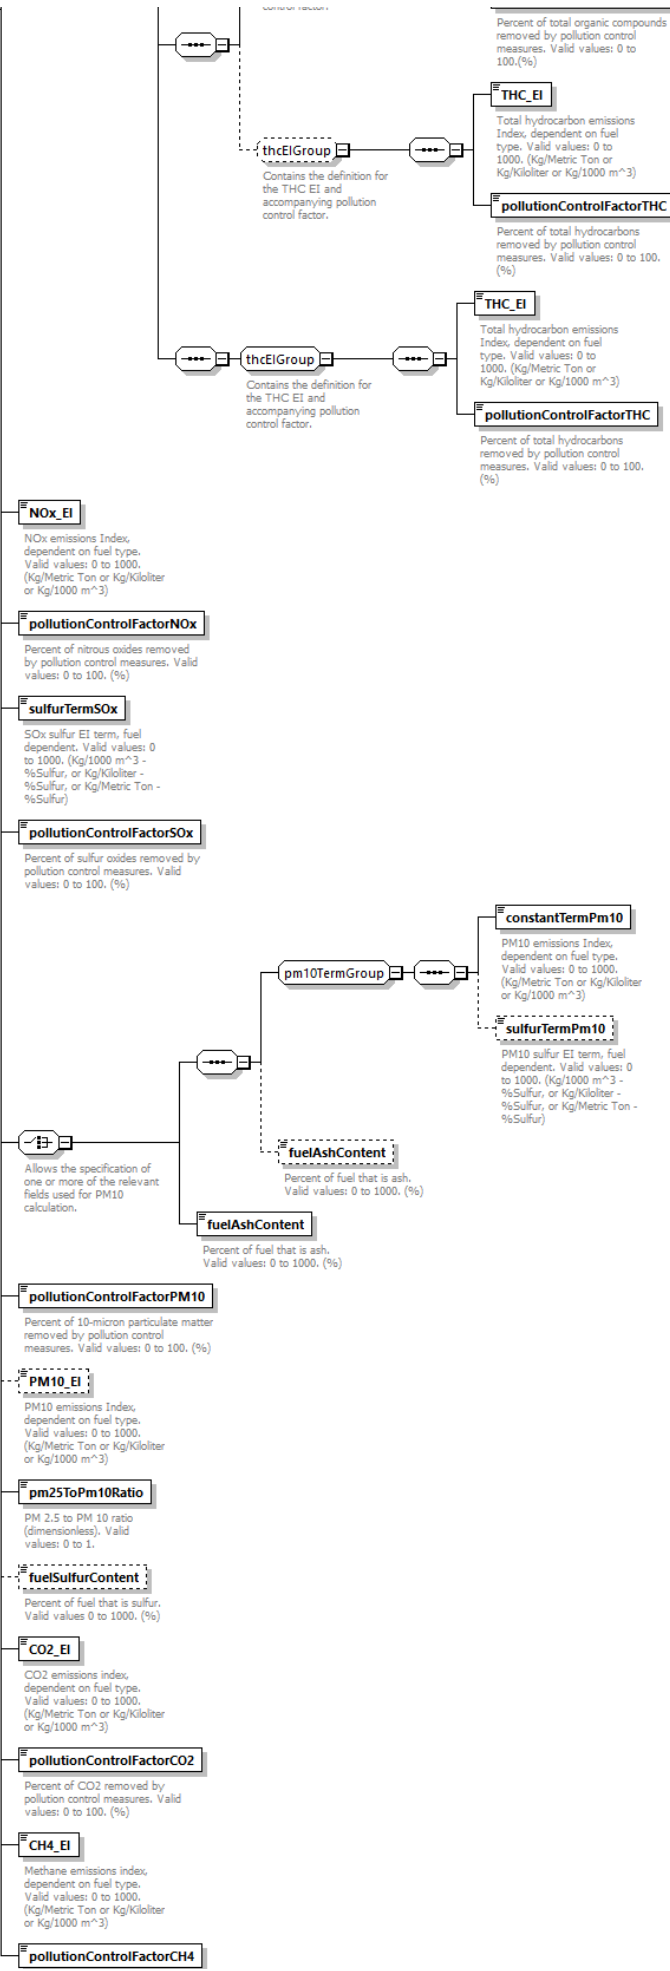 control factor.
Percent of total organic compounds
removed by pollution control
measures. Valid values: 0 to
100.(%)
THC_EI
Total hydrocarbon emissions
Index, dependent on fuel
type. Valid values: 0 to
1000. (Kg/Metric Ton or
Kg/Kiloliter or Kg/1000 m^3)
thcEIGroup
Contains the definition for
the THC EI and
accompanying pollution
control factor.
pollutionControlFactorTHC
Percent of total hydrocarbons
removed by pollution control
measures. Valid values: 0 to 100.
(%)
THC_EI
Total hydrocarbon emissions
Index, dependent on fuel
type. Valid values: 0 to
1000. (Kg/Metric Ton or
Kg/Kiloliter or Kg/1000 m^3)
thcEIGroup
Contains the definition for
the THC EI and
accompanying pollution
control factor.
pollutionControlFactorTHC
Percent of total hydrocarbons
removed by pollution control
measures. Valid values: 0 to 100.
(%)
NOx_EI
NOx emissions Index,
dependent on fuel type.
Valid values: 0 to 1000.
(Kg/Metric Ton or Kg/Kiloliter
or Kg/1000 m^3)
pollutionControlFactorNOx
Percent of nitrous oxides removed
by pollution control measures. Valid
values: 0 to 100. (%)
sulfurTermSOx
SOx sulfur EI term, fuel
dependent. Valid values: 0
to 1000. (Kg/1000 m^3 -
%Sulfur, or Kg/Kiloliter -
%Sulfur, or Kg/Metric Ton -
%Sulfur)
pollutionControlFactorSOx
Percent of sulfur oxides removed by
pollution control measures. Valid
values: 0 to 100. (%)
constantTermPm10
PM10 emissions Index,
dependent on fuel type.
Valid values: 0 to 1000.
(Kg/Metric Ton or Kg/Kiloliter
or Kg/1000 m^3)
pm10TermGroup
sulfurTermPm10
PM10 sulfur EI term, fuel
dependent. Valid values: 0
to 1000. (Kg/1000 m^3 -
%Sulfur, or Kg/Kiloliter -
%Sulfur, or Kg/Metric Ton -
%Sulfur)
Allows the specification of
one or more of the relevant
fields used for PM10
calculation.
fuelAshContent
Percent of fuel that is ash.
Valid values: 0 to 1000. (%)
fuelAshContent
Percent of fuel that is ash.
Valid values: 0 to 1000. (%)
pollutionControlFactorPM10
Percent of 10-micron particulate matter
removed by pollution control
measures. Valid values: 0 to 100. (%)
PM10_EI
PM10 emissions Index,
dependent on fuel type.
Valid values: 0 to 1000.
(Kg/Metric Ton or Kg/Kiloliter
or Kg/1000 m^3)
pm25ToPm10Ratio
PM 2.5 to PM 10 ratio
(dimensionless). Valid
values: 0 to 1.
fuelSulfurContent
Percent of fuel that is sulfur.
Valid values 0 to 1000. (%)
CO2_EI
CO2 emissions index,
dependent on fuel type.
Valid values: 0 to 1000.
(Kg/Metric Ton or Kg/Kiloliter
or Kg/1000 m^3)
pollutionControlFactorCO2
Percent of CO2 removed by
pollution control measures. Valid
values: 0 to 100. (%)
CH4_EI
Methane emissions index,
dependent on fuel type.
Valid values: 0 to 1000.
(Kg/Metric Ton or Kg/Kiloliter
or Kg/1000 m^3)
pollutionControlFactorCH4